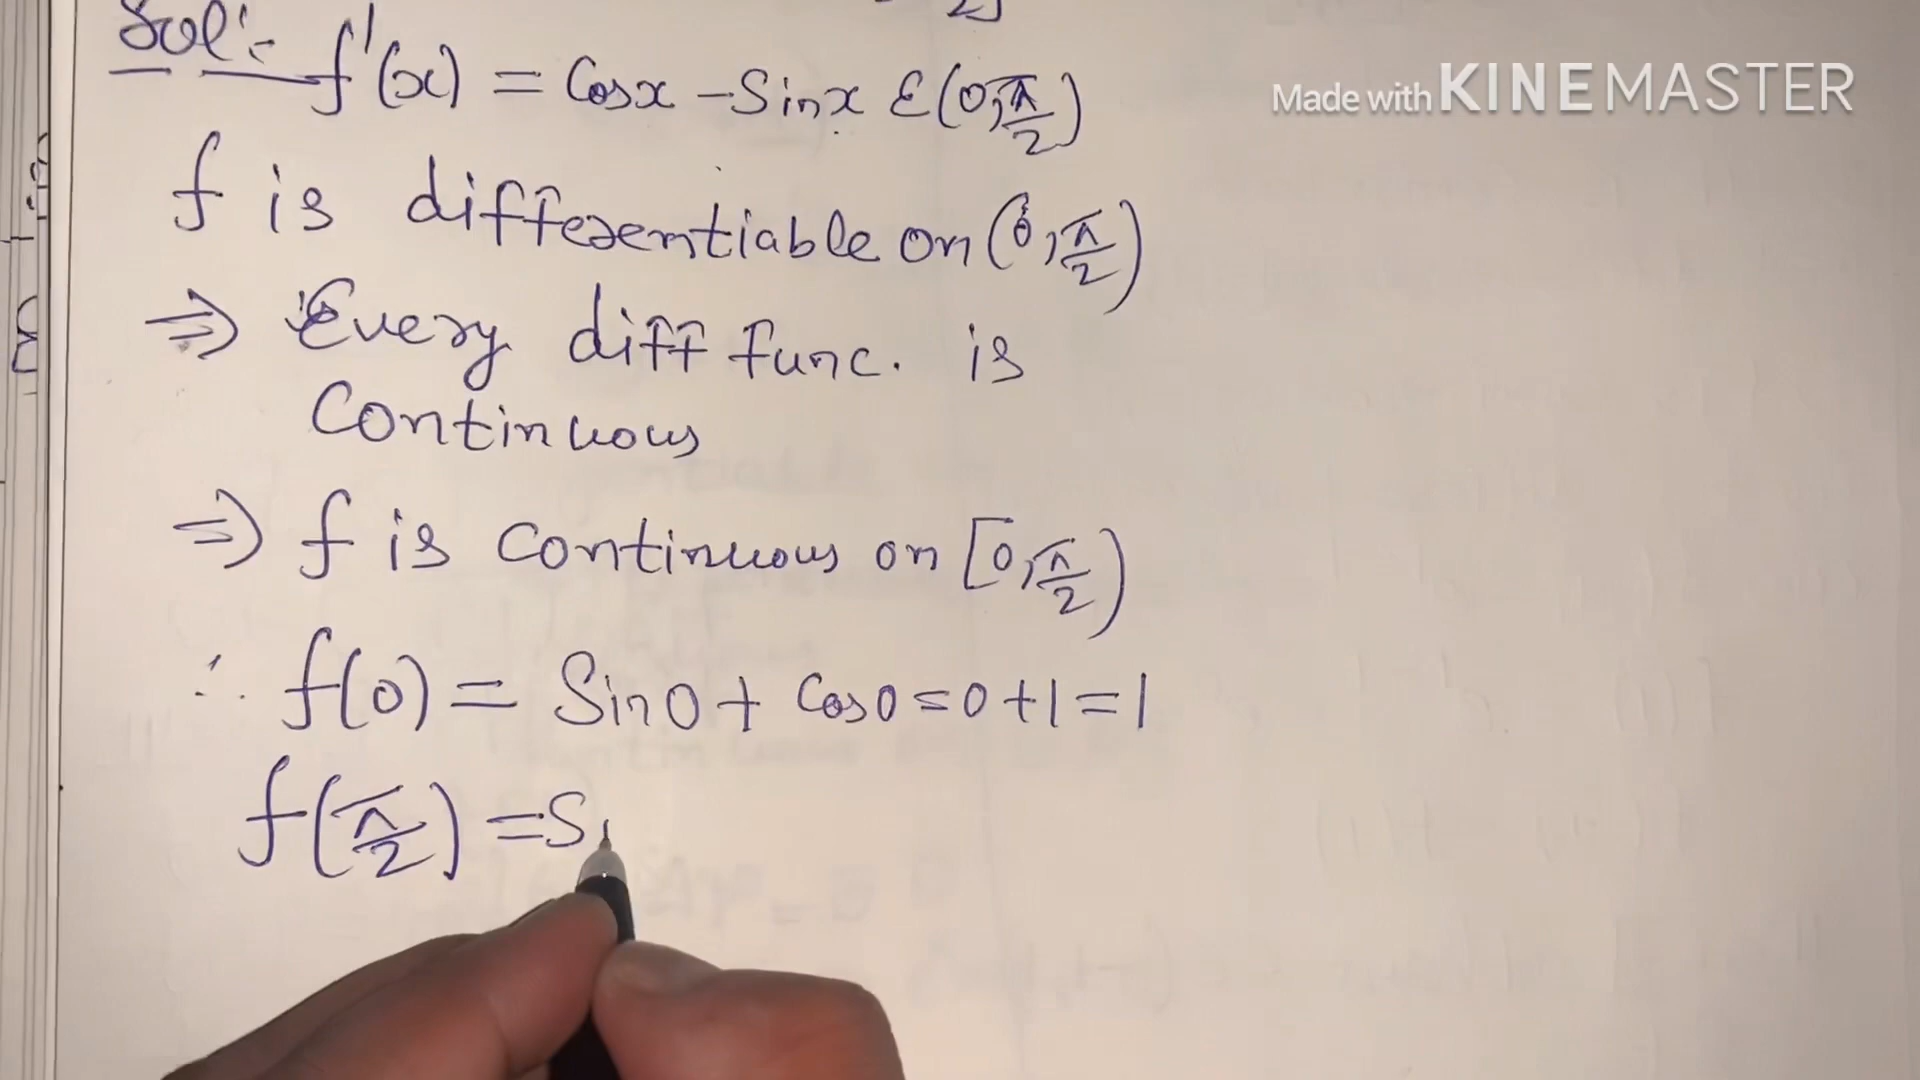 2]
Sol:-
f'(x) = Cosx - Sinx ε(0, π/2)
Made with KINEMASTER
f is differentiable on (0, π/2)
⇒ Every diff func. is
Continuous
⇒ f is continuous on [0, π/2)
∴ f(0) = Sin0 + Cos0 = 0 + 1 = 1
f(π/2) = S